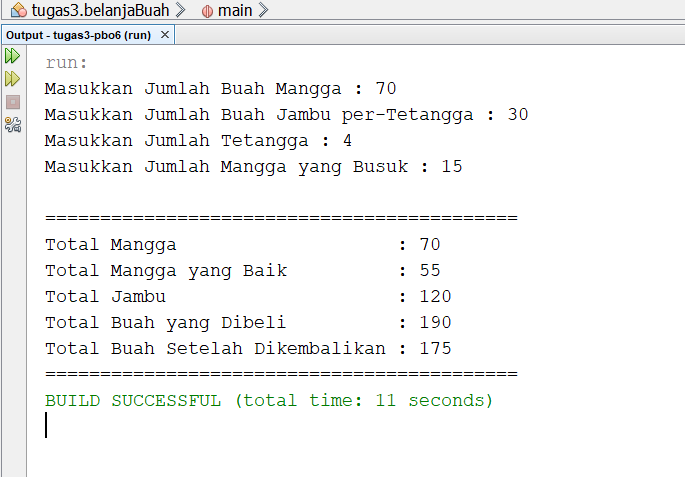 tugas3.belanjaBuah main
Output - tugas3-pbo6 (run) ×
run:
Masukkan Jumlah Buah Mangga : 70
Masukkan Jumlah Buah Jambu per-Tetangga : 30
Masukkan Jumlah Tetangga : 4
Masukkan Jumlah Mangga yang Busuk : 15
===========================================
Total Mangga                    : 70
Total Mangga yang Baik          : 55
Total Jambu                     : 120
Total Buah yang Dibeli          : 190
Total Buah Setelah Dikembalikan : 175
===========================================
BUILD SUCCESSFUL (total time: 11 seconds)